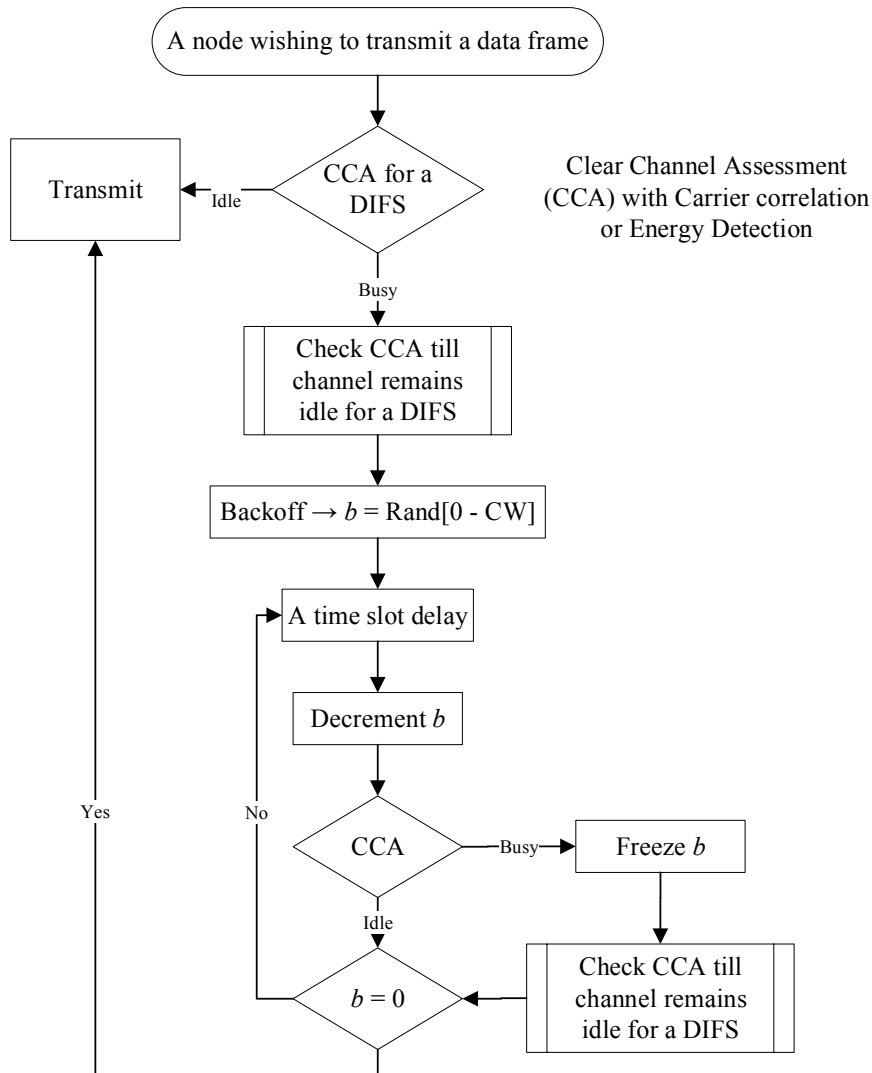 A node wishing to transmit a data frame
CCA for a
DIFS
Idle
Transmit
Clear Channel Assessment
(CCA) with Carrier correlation
or Energy Detection
Busy
Check CCA till
channel remains
idle for a DIFS
Backoff → b = Rand[0 - CW]
A time slot delay
Decrement b
CCA
Busy
Freeze b
Idle
Check CCA till
channel remains
idle for a DIFS
b = 0
No
Yes